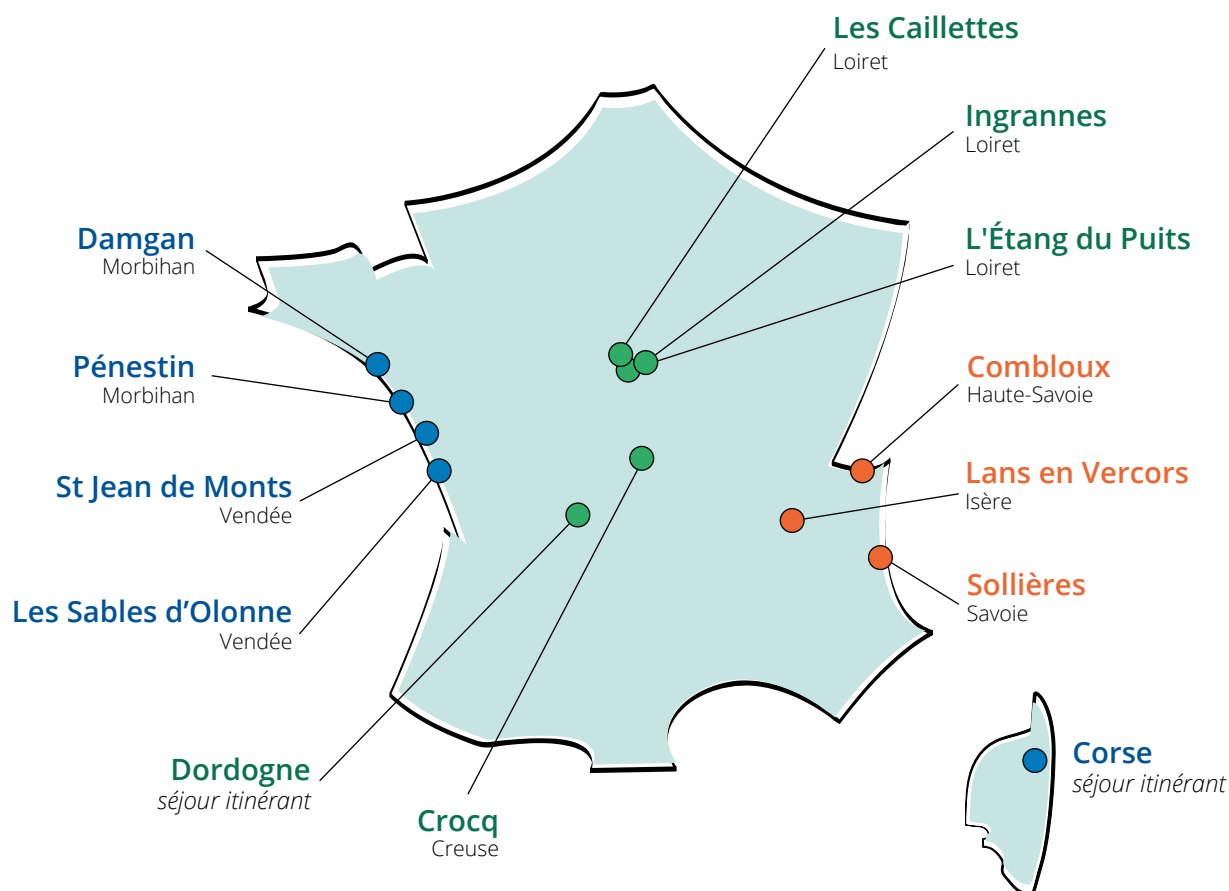 Les Caillettes
Loiret
Ingrannes
Loiret
L'Étang du Puits
Loiret
Damgan
Morbihan
Pénestin
Morbihan
Combloux
Haute-Savoie
St Jean de Monts
Vendée
Lans en Vercors
Isère
Les Sables d’Olonne
Vendée
Sollières
Savoie
Dordogne
séjour itinérant
Crocq
Creuse
Corse
séjour itinérant